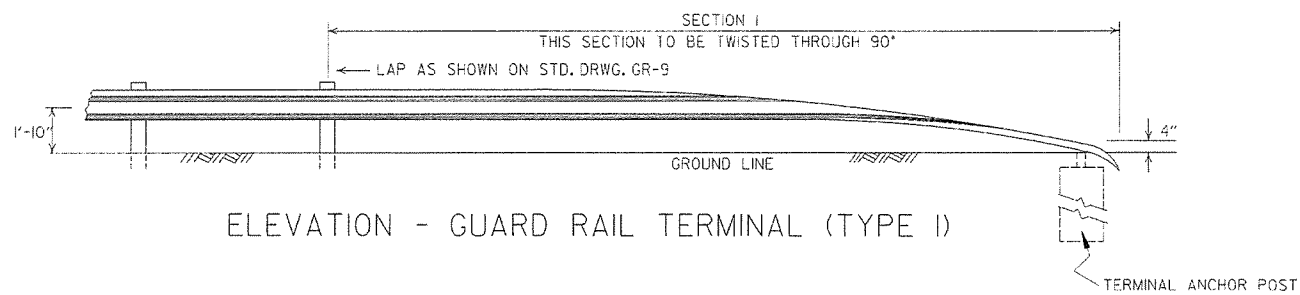 SECTION I
THIS SECTION TO BE TWISTED THROUGH 90°
LAP AS SHOWN ON STD. DRWG. GR-9
1'-10"
4"
GROUND LINE
ELEVATION - GUARD RAIL TERMINAL (TYPE I)
TERMINAL ANCHOR POST